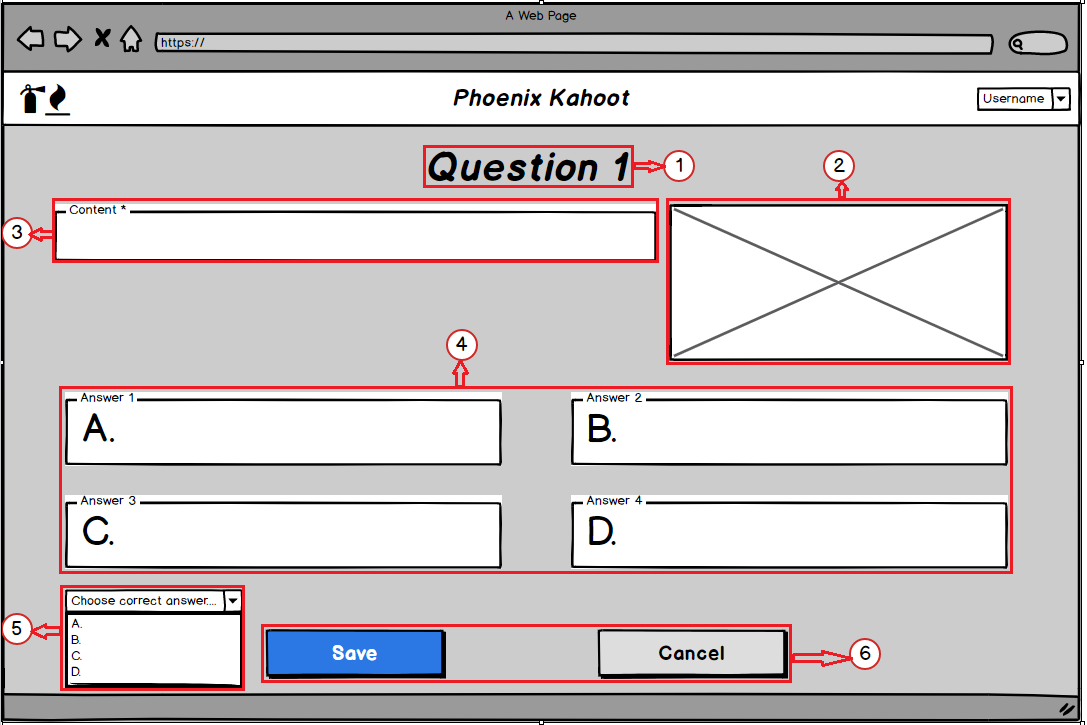 A Web Page
https://
Phoenix Kahoot
Username
Question 1
1
2
Content *
3
4
Answer 1
A.
Answer 2
B.
Answer 3
C.
Answer 4
D.
Choose correct answer....
A.
B.
C.
D.
5
Save
Cancel
6